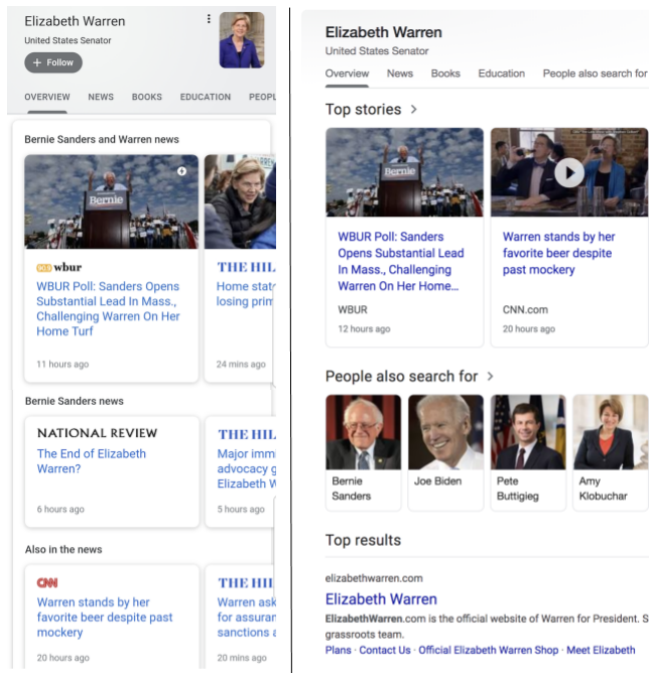 Elizabeth Warren
United States Senator
+ Follow
OVERVIEW NEWS BOOKS EDUCATION PEOPL
Bernie Sanders and Warren news
Bernie
wbur
WBUR Poll: Sanders Opens
Substantial Lead In Mass.,
Challenging Warren On Her
Home Turf
11 hours ago
THE HIL
Home stat
losing prim
24 mins ago
Bernie Sanders news
NATIONAL REVIEW
The End of Elizabeth
Warren?
6 hours ago
THE HIL
Major imm
advocacy g
Elizabeth W
5 hours ago
Also in the news
CNN
Warren stands by her
favorite beer despite past
mockery
20 hours ago
THE HIL
Warren ask
for assuran
sanctions a
20 mins ago
Elizabeth Warren
United States Senator
Overview News Books Education People also search for
Top stories >
Bernie
WBUR Poll: Sanders
Opens Substantial Lead
In Mass., Challenging
Warren On Her Home...
WBUR
12 hours ago
Warren stands by her
favorite beer despite
past mockery
CNN.com
20 hours ago
People also search for >
Bernie
Sanders
Joe Biden
Pete
Buttigieg
Amy
Klobuchar
Top results
elizabethwarren.com
Elizabeth Warren
ElizabethWarren.com is the official website of Warren for President. S
grassroots team.
Plans · Contact Us · Official Elizabeth Warren Shop · Meet Elizabeth